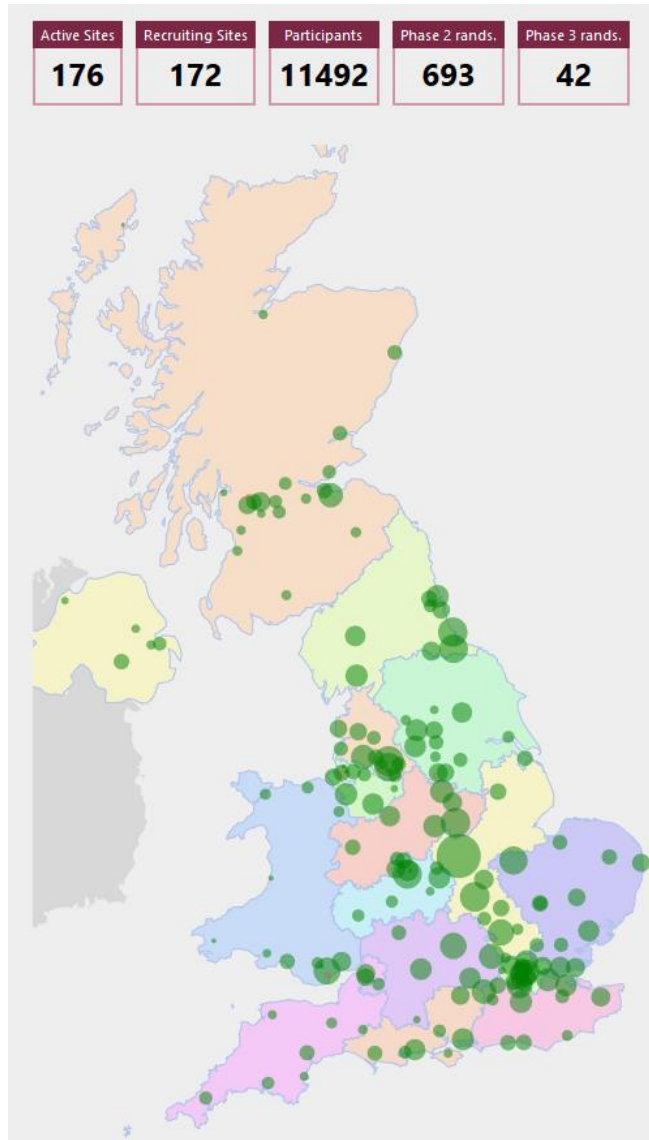 Active Sites
176
Recruiting Sites
172
Participants
11492
Phase 2 rands.
693
Phase 3 rands.
42